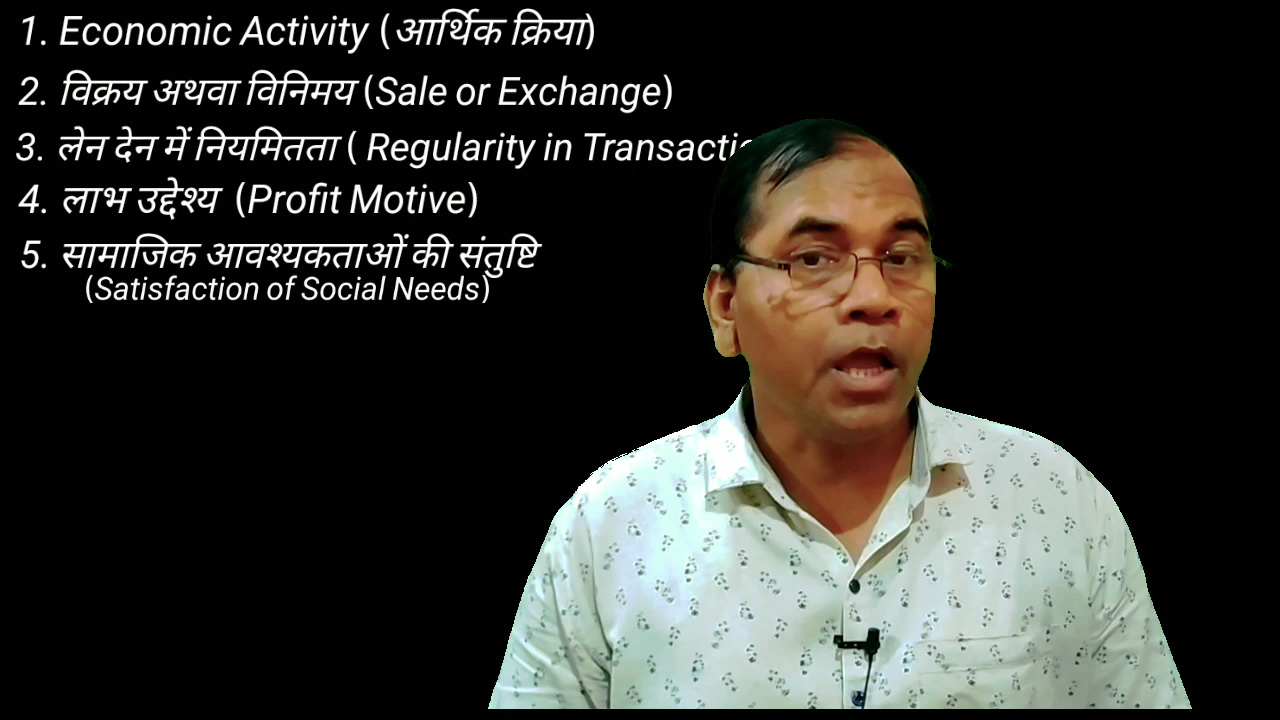 1. Economic Activity (आर्थिक क्रिया)
2. विक्रय अथवा विनिमय (Sale or Exchange)
3. लेन देन में नियमितता ( Regularity in
4. लाभ उद्देश्य (Profit Motive)
5. सामाजिक आवश्यकताओं की संतुष्टि
(Satisfaction of Social Needs)